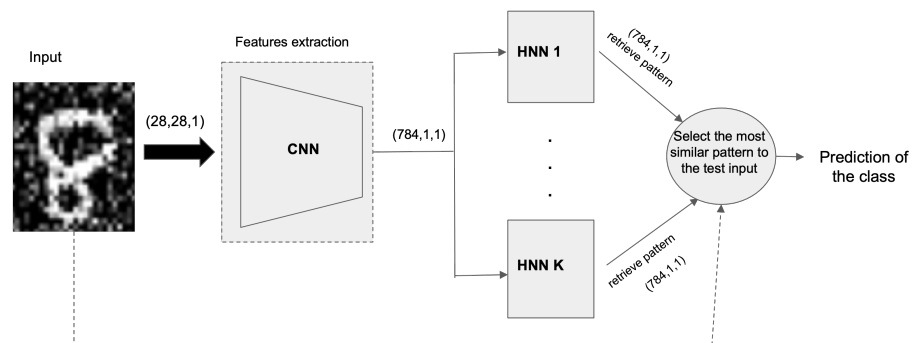 Input
(28,28,1)
Features extraction
CNN
(784,1,1)
HNN 1
.
.
.
HNN K
(784,1,1)
retrieve pattern
retrieve pattern
(784,1,1)
Select the most
similar pattern to
the test input
Prediction of
the class